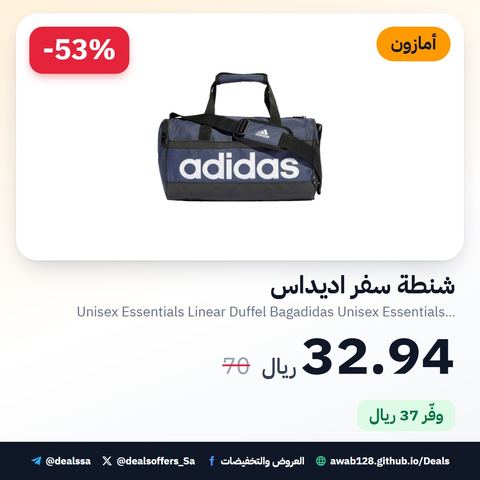 -53%
أمازون
adidas
adidas
شنطة سفر اديداس
Unisex Essentials Linear Duffel Bagadidas Unisex Essentials...
32.94 ريال 70
وفّر 37 ريال
@dealssa @dealsoffers_Sa العروض والتخفيضات awab128.github.io/Deals